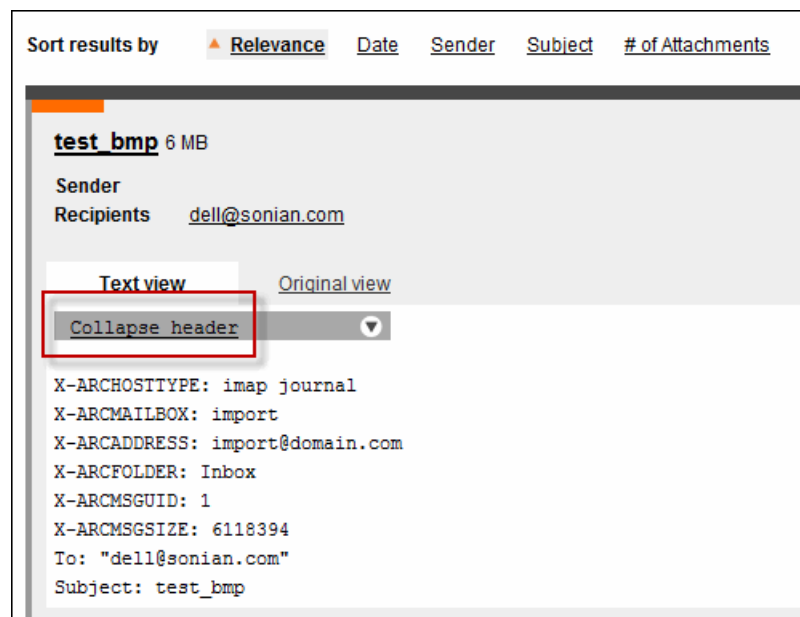 Sort results by Relevance Date Sender Subject # of Attachments
test_bmp 6 MB
Sender
Recipients dell@sonian.com
Text view Original view
Collapse header
X-ARCHOSTTYPE: imap journal
X-ARCMAILBOX: import
X-ARCADDRESS: import@domain.com
X-ARCFOLDER: Inbox
X-ARCMSGUID: 1
X-ARCMSGSIZE: 6118394
To: "dell@sonian.com"
Subject: test_bmp